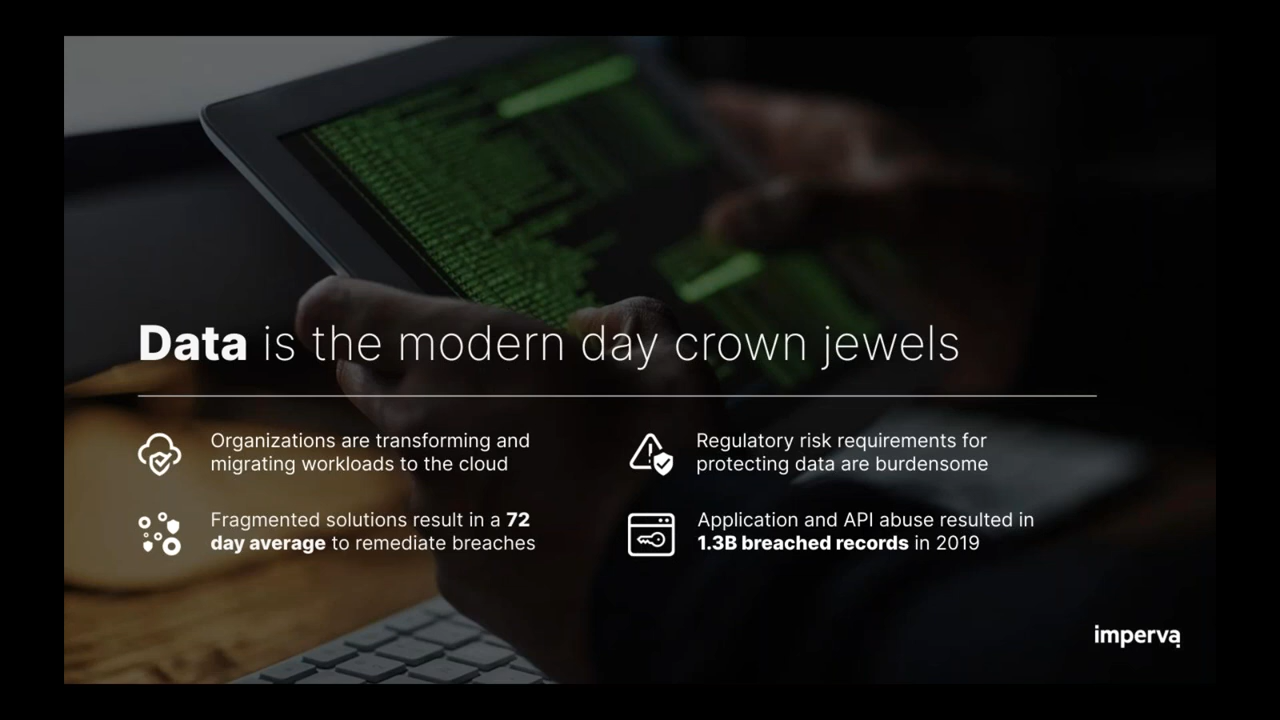 Data is the modern day crown jewels
Organizations are transforming and
migrating workloads to the cloud
Regulatory risk requirements for
protecting data are burdensome
Fragmented solutions result in a 72
day average to remediate breaches
Application and API abuse resulted in
1.3B breached records in 2019
imperva